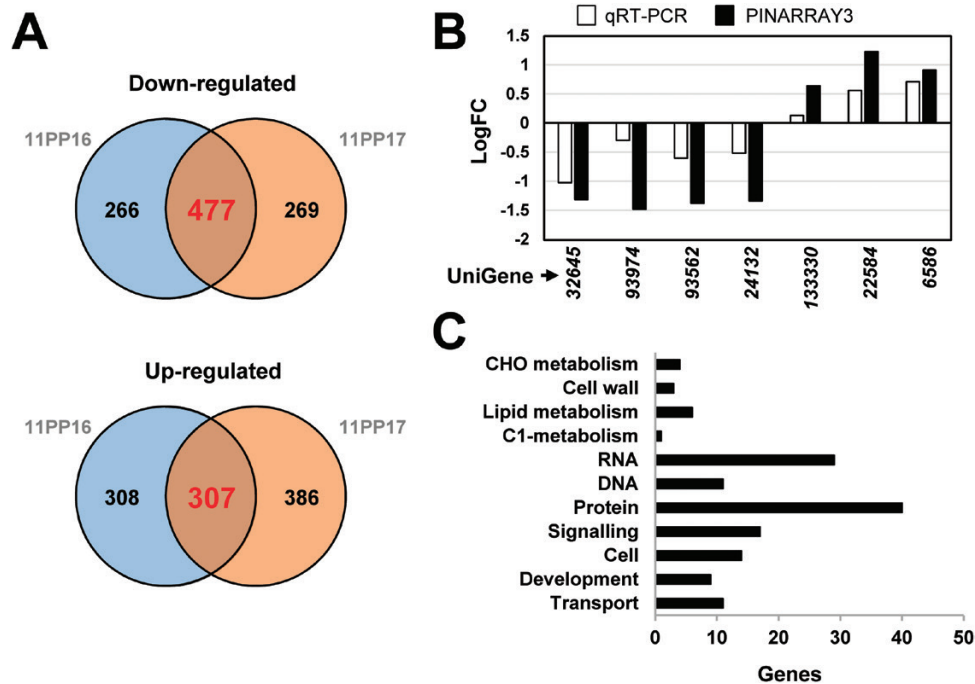 A
Down-regulated
11PP16
11PP17
266
477
269
Up-regulated
11PP16
11PP17
308
307
386
B
qRT-PCR
PINARRAY3
LogFC
1.5
1
0.5
0
-0.5
-1
-1.5
-2
UniGene
32645
93974
93562
24132
133330
22584
6586
C
CHO metabolism
Cell wall
Lipid metabolism
C1-metabolism
RNA
DNA
Protein
Signalling
Cell
Development
Transport
0 10 30 30 40 50
Genes